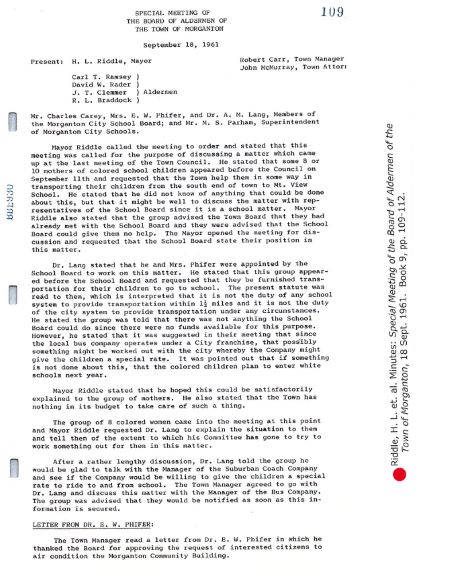 SPECIAL MEETING OF
THE BOARD OF ALDERMEN OF
THE TOWN OF MORGANTON
109
September 18, 1961
Present: H. L. Riddle, Mayor
Robert Carr, Town Manager
John McMurray, Town Attor
Carl T. Ramsey )
David W. Rader )
J. T. Clemmer ) Aldermen
R. L. Braddock )
Mr. Charles Carey, Mrs. E. W. Phifer, and Dr. A. M. Lang, Members of
the Morganton City School Board; and Mr. M. S. Parham, Superintendent
of Morganton City Schools.
Mayor Riddle called the meeting to order and stated that this
meeting was called for the purpose of discussing a matter which came
up at the last meeting of the Town Council. He stated that some 8 or
10 mothers of colored school children appeared before the Council on
September 11th and requested that the Town help them in some way in
transporting their children from the south end of town to Mt. View
School. He stated that he did not know of anything that could be done
about this, but that it might be well to discuss the matter with rep-
resentatives of the School Board since it is a school matter. Mayor
Riddle also stated that the group advised the Town Board that they had
already met with the School Board and they were advised that the School
Board could give them no help. The Mayor opened the meeting for dis-
cussion and requested that the School Board state their position in
this matter.
Dr. Lang stated that he and Mrs. Phifer were appointed by the
School Board to work on this matter. He stated that this group appear-
ed before the School Board and requested that they be furnished trans-
portation for their children to go to school. The present statute was
read to them, which is interpreted that it is not the duty of any school
system to provide transportation within 1½ miles and it is not the duty
of the city system to provide transportation under any circumstances.
He stated the group was told that there was not anything the School
Board could do since there were no funds available for this purpose.
However, he stated that it was suggested in their meeting that since
the local bus company operates under a City franchise, that possibly
something might be worked out with the city whereby the Company might
give the children a special rate. It was pointed out that if something
is not done about this, that the colored children plan to enter white
schools next year.
Mayor Riddle stated that he hoped this could be satisfactorily
explained to the group of mothers. He also stated that the Town has
nothing in its budget to take care of such a thing.
The group of 8 colored women came into the meeting at this point
and Mayor Riddle requested Dr. Lang to explain the situation to them
and tell them of the extent to which his Committee has gone to try to
work something out for them in this matter.
After a rather lengthy discussion, Dr. Lang told the group he
would be glad to talk with the Manager of the Suburban Coach Company
and see if the Company would be willing to give the children a special
rate to ride to and from school. The Town Manager agreed to go with
Dr. Lang and discuss this matter with the Manager of the Bus Company.
The group was advised that they would be notified as soon as this in-
formation is secured.
LETTER FROM DR. E. W. PHIFER:
The Town Manager read a letter from Dr. E. W. Phifer in which he
thanked the Board for approving the request of interested citizens to
air condition the Morganton Community Building.
Riddle, H. L. et. al. Minutes: Special Meeting of the Board of Aldermen of the
Town of Morganton, 18 Sept. 1961. Book 9, pp. 109-112.